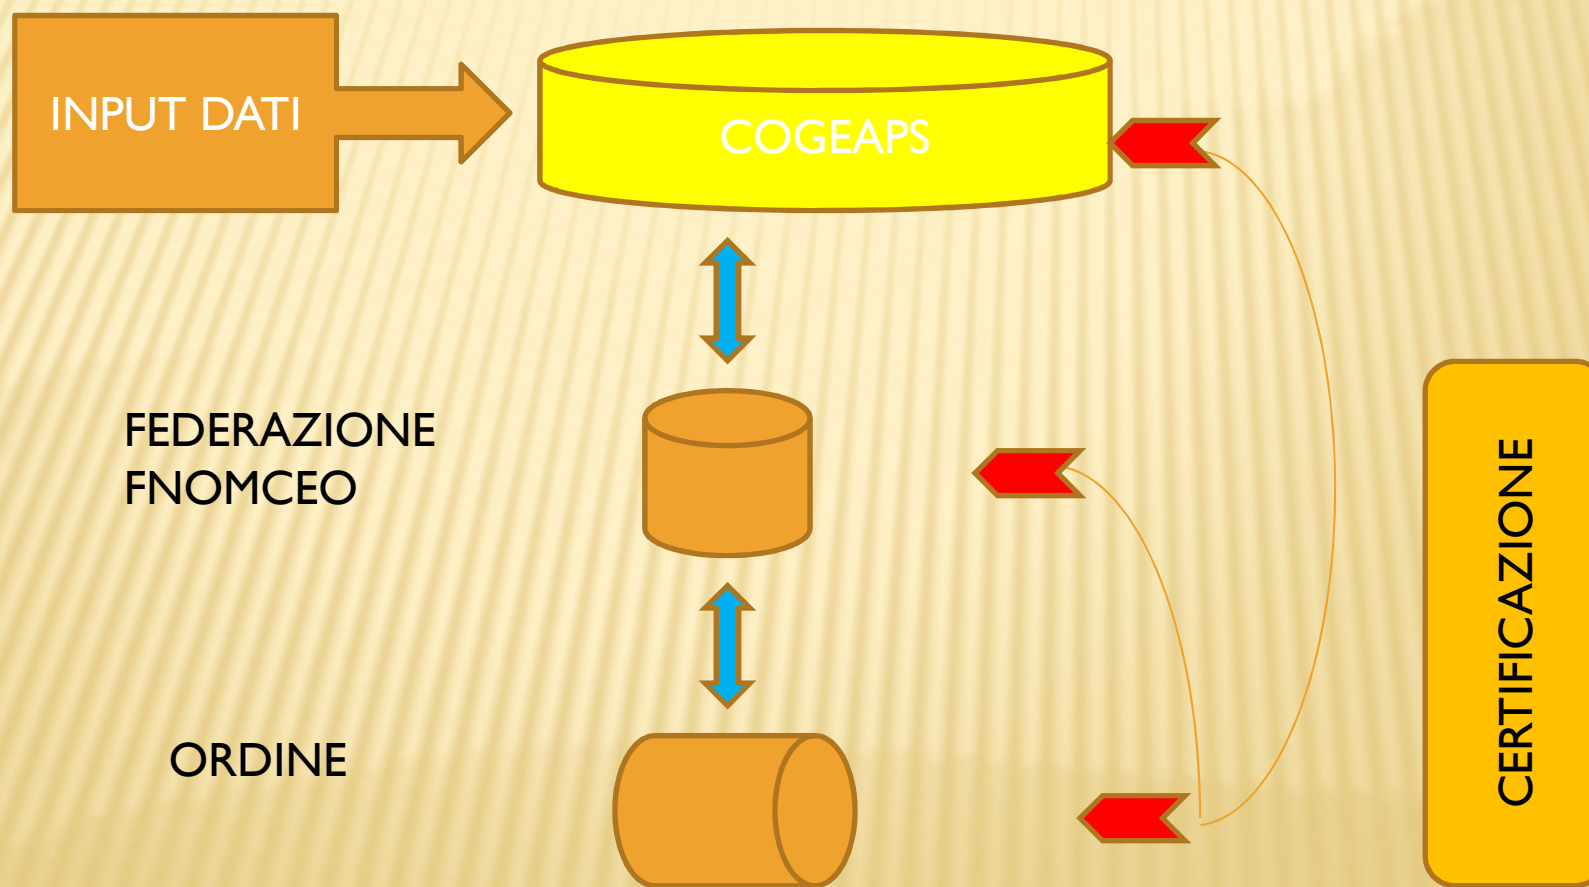 INPUT DATI
COGEAPS
FEDERAZIONE
FNOMCEO
ORDINE
CERTIFICAZIONE